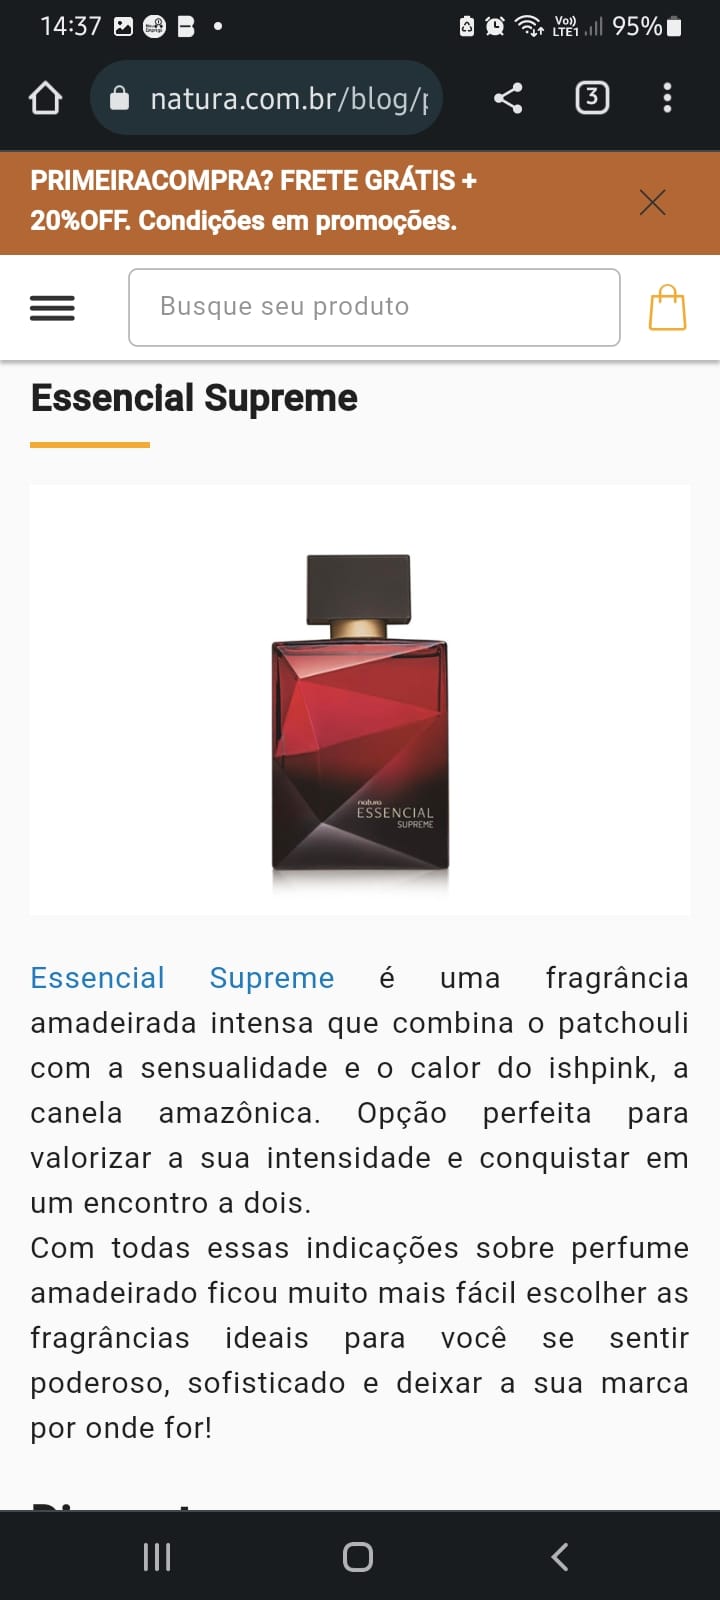 14:37
Vo))
LTE1
95%
natura.com.br/blog/p
3
PRIMEIRACOMPRA? FRETE GRÁTIS +
20%OFF. Condições em promoções.
Busque seu produto
Essencial Supreme
natura
ESSENCIAL
SUPREME
Essencial Supreme é uma fragrância
amadeirada intensa que combina o patchouli
com a sensualidade e o calor do ishpink, a
canela amazônica. Opção perfeita para
valorizar a sua intensidade e conquistar em
um encontro a dois.
Com todas essas indicações sobre perfume
amadeirado ficou muito mais fácil escolher as
fragrâncias ideais para você se sentir
poderoso, sofisticado e deixar a sua marca
por onde for!